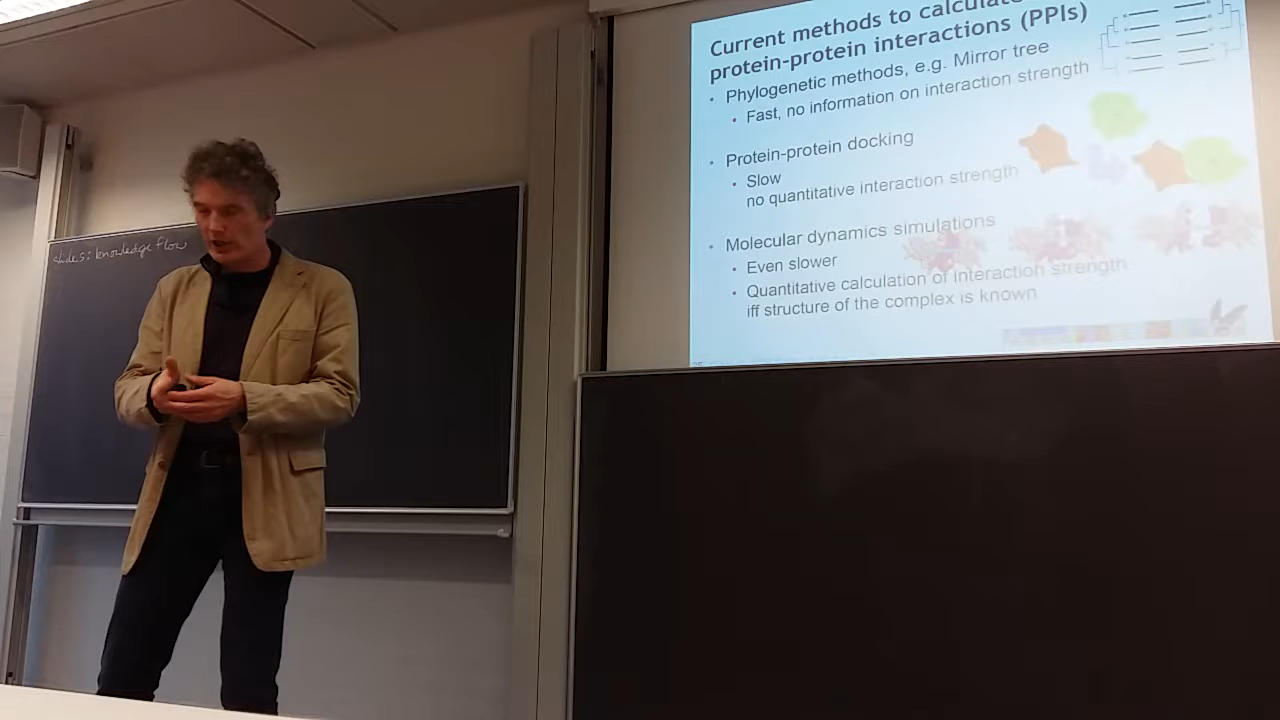 slides: knowledge flow
Current methods to calculate
protein-protein interactions (PPIs)
• Phylogenetic methods, e.g. Mirror tree
• Fast, no information on interaction strength
• Protein-protein docking
• Slow
no quantitative interaction strength
• Molecular dynamics simulations
• Even slower
• Quantitative calculation of interaction strength
iff structure of the complex is known